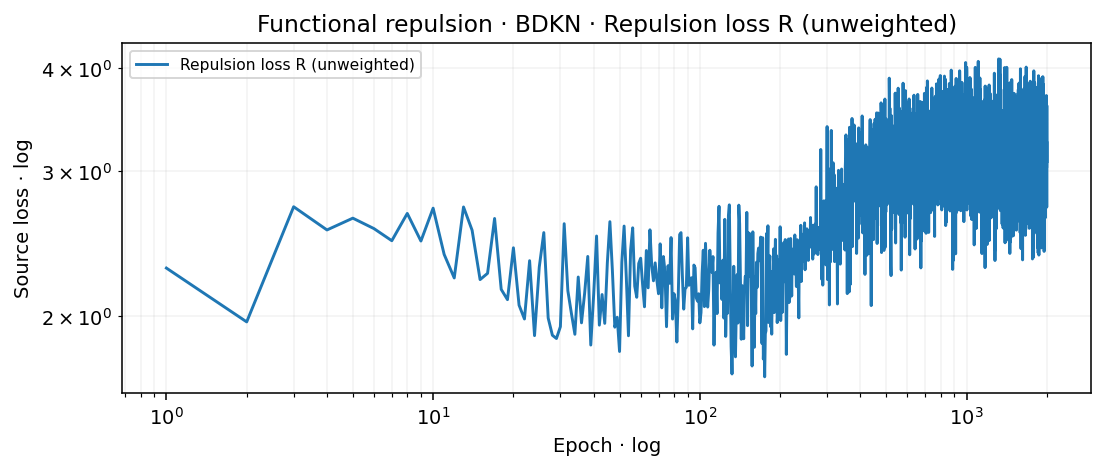 Functional repulsion · BDKN · Repulsion loss R (unweighted)
Repulsion loss R (unweighted)
Source loss · log
4 × 10⁰
3 × 10⁰
2 × 10⁰
10⁰ 10¹ 10² 10³
Epoch · log